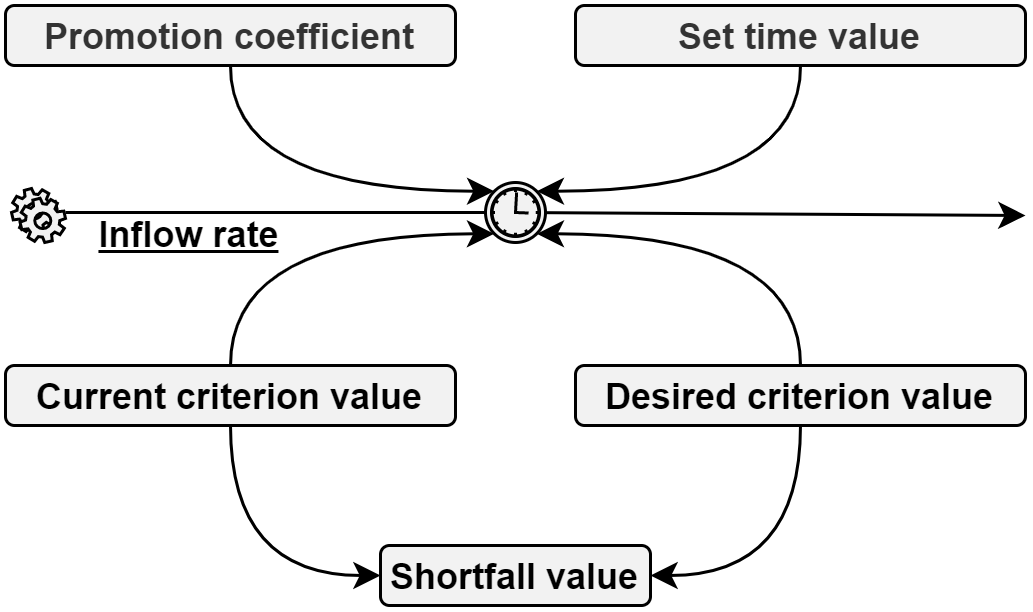 Promotion coefficient
Set time value
Inflow rate
Current criterion value
Desired criterion value
Shortfall value